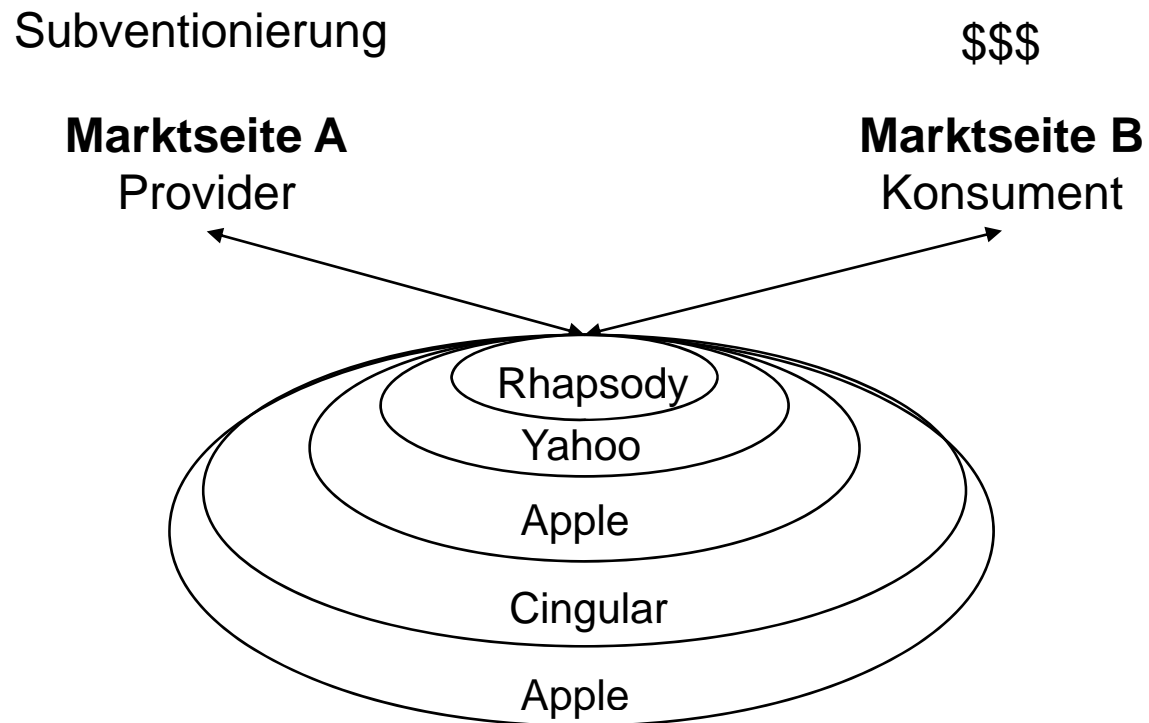 Subventionierung
$$$
Marktseite A
Provider
Marktseite B
Konsument
Rhapsody
Yahoo
Apple
Cingular
Apple